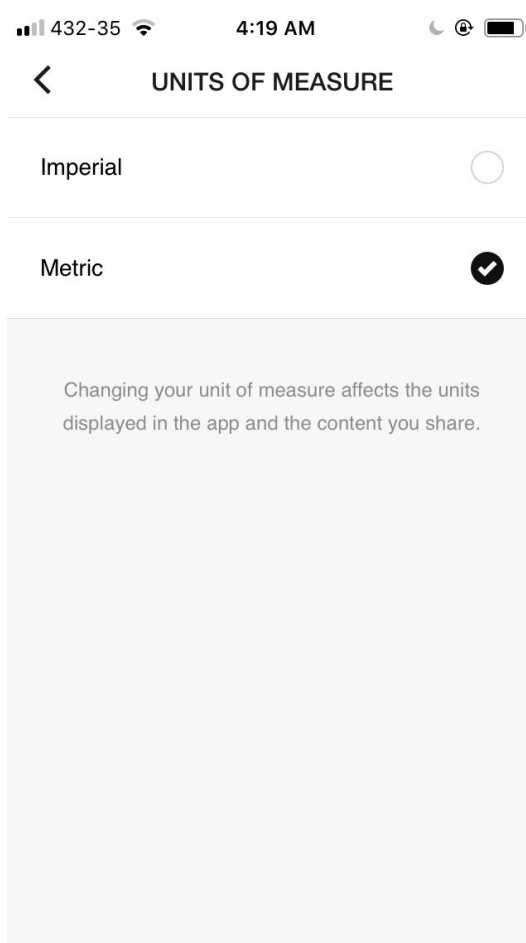 432-35 4:19 AM
UNITS OF MEASURE
Imperial
Metric
Changing your unit of measure affects the units
displayed in the app and the content you share.